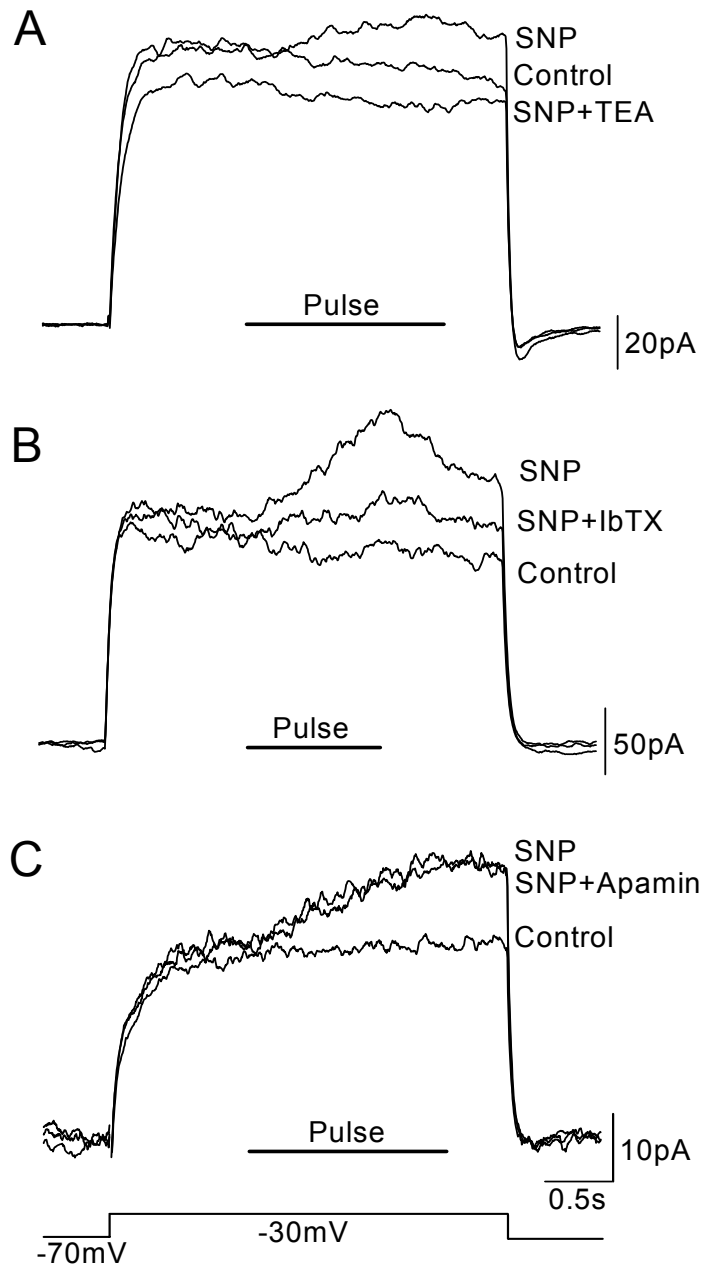 A
SNP
Control
SNP+TEA
Pulse
20pA
B
SNP
SNP+IbTX
Control
Pulse
50pA
C
SNP
SNP+Apamin
Control
Pulse
10pA
0.5s
-30mV
-70mV